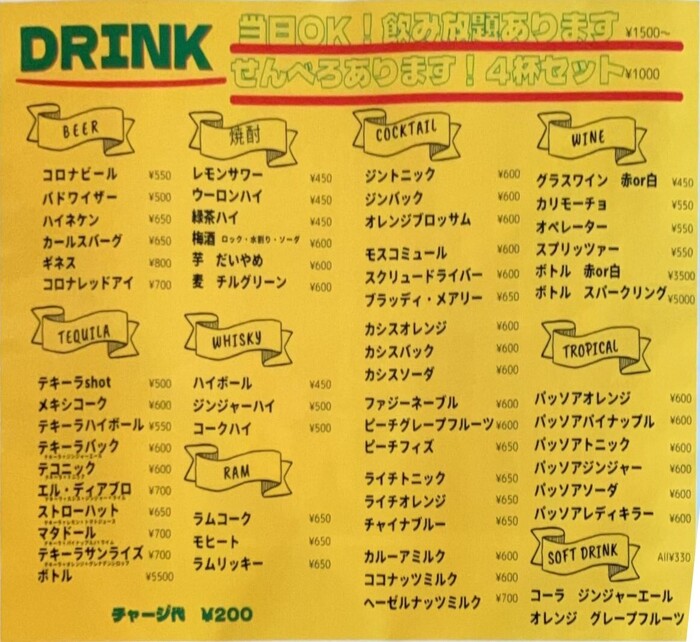 DRINK
当日OK！飲み放題あります ¥1500～
せんべろあります！4杯セット ¥1000
BEER
コロナビール ¥550
バドワイザー ¥500
ハイネケン ¥650
カールスバーグ ¥650
ギネス ¥800
コロナレッドアイ ¥700
TEQUILA
テキーラshot ¥500
メキシコーク ¥600
テキーラハイボール ¥550
テキーラバック ¥600
テコニック ¥600
エル・ディアブロ ¥700
ストローハット ¥650
マタドール ¥700
テキーラサンライズ ¥700
ボトル ¥5500
焼酎
レモンサワー ¥450
ウーロンハイ ¥450
緑茶ハイ ¥450
梅酒 ロック・水割り・ソーダ ¥600
芋 だいやめ ¥600
麦 チルグリーン ¥600
WHISKY
ハイボール ¥450
ジンジャーハイ ¥500
コークハイ ¥500
RAM
ラムコーク ¥650
モヒート ¥650
ラムリッキー ¥650
COCKTAIL
ジントニック ¥600
ジンバック ¥600
オレンジブロッサム ¥600
モスコミュール ¥600
スクリュードライバー ¥600
ブラッディ・メアリー ¥650
カシスオレンジ ¥600
カシスバック ¥600
カシスソーダ ¥600
ファジーネーブル ¥600
ピーチグレープフルーツ ¥600
ピーチフィズ ¥650
ライチトニック ¥650
ライチオレンジ ¥650
チャイナブルー ¥650
カルーアミルク ¥600
ココナッツミルク ¥600
ヘーゼルナッツミルク ¥700
WINE
グラスワイン 赤or白 ¥450
カリモーチョ ¥550
オペレーター ¥550
スプリッツァー ¥550
ボトル 赤or白 ¥3500
ボトル スパークリング ¥5000
TROPICAL
パッソアオレンジ ¥600
パッソアパイナップル ¥600
パッソアトニック ¥600
パッソアジンジャー ¥600
パッソアソーダ ¥600
パッソアレディキラー ¥600
SOFT DRINK All¥330
コーラ ジンジャーエール
オレンジ グレープフルーツ
チャージ代 ¥200